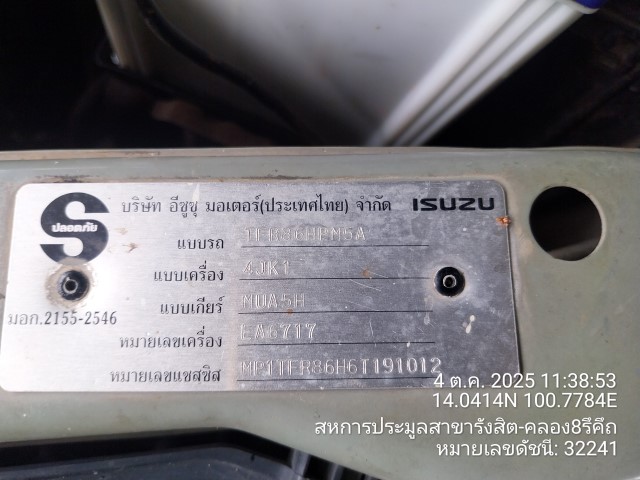 บริษัท อีซูซุ มอเตอร์(ประเทศไทย) จำกัด ISUZU
ปลอดภัย
แบบรถ TFR86HPM5A
แบบเครื่อง 4JK1
แบบเกียร์ MUA5H
มอก.2155-2546
หมายเลขเครื่อง EA6717
หมายเลขแชสซีส MP1TFR86H6T191012
4 ต.ค. 2025 11:38:53
14.0414N 100.7784E
สหการประมูลสาขารังสิต-คลอง8รีคีถ
หมายเลขดัชนี: 32241